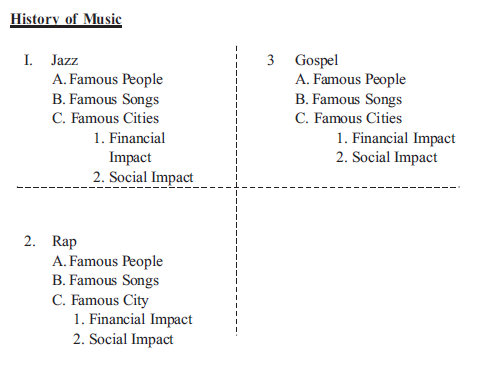 History of Music
I. Jazz
A. Famous People
B. Famous Songs
C. Famous Cities
1. Financial
Impact
2. Social Impact
2. Rap
A. Famous People
B. Famous Songs
C. Famous City
1. Financial Impact
2. Social Impact
3 Gospel
A. Famous People
B. Famous Songs
C. Famous Cities
1. Financial Impact
2. Social Impact